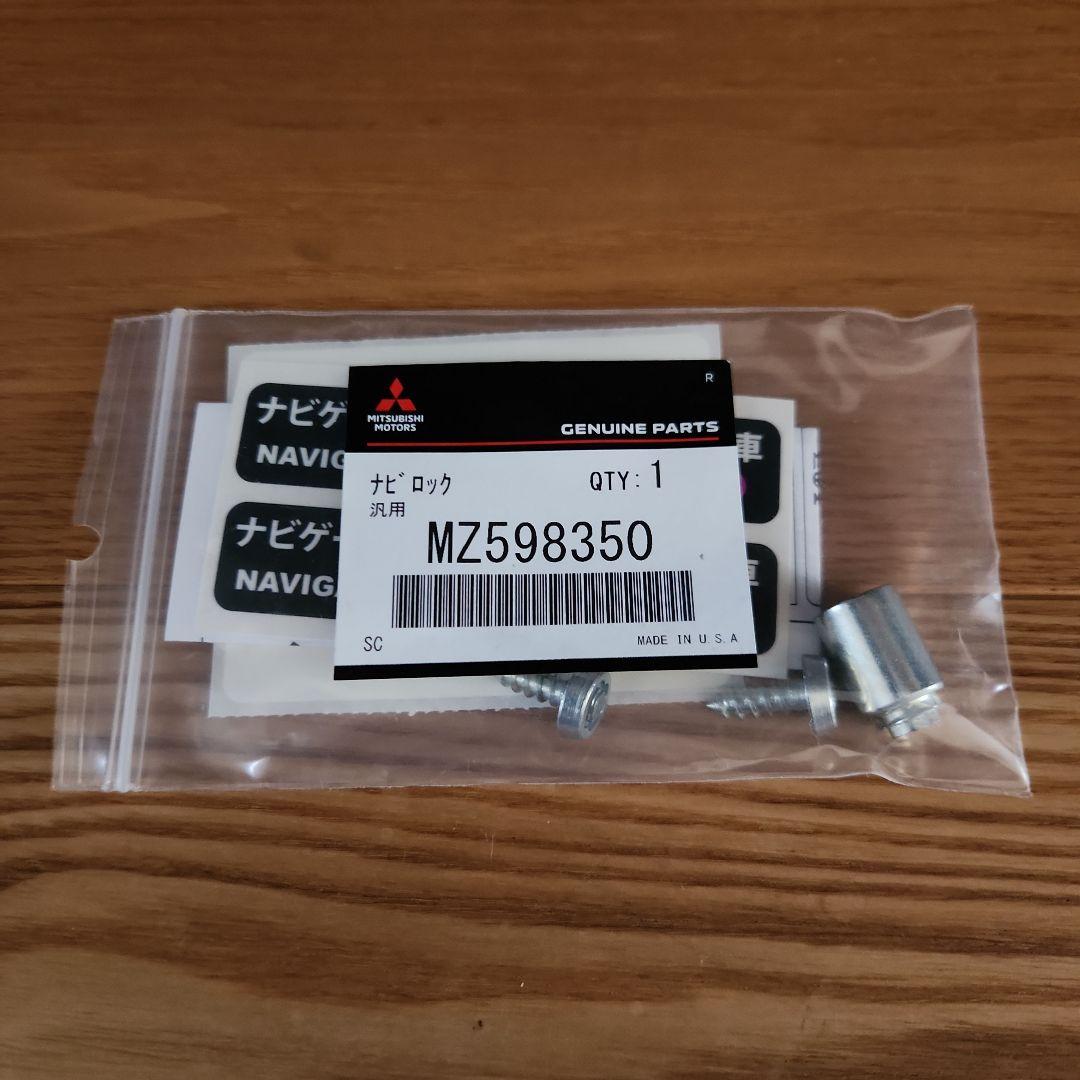 MITSUBISHI
MOTORS
R
GENUINE PARTS
ﾅﾋﾞﾛｯｸ
QTY: 1
汎用
MZ598350
SC
MADE IN U.S.A
ナビゲー
車
NAVIG
ナビゲー
車
NAVIGA